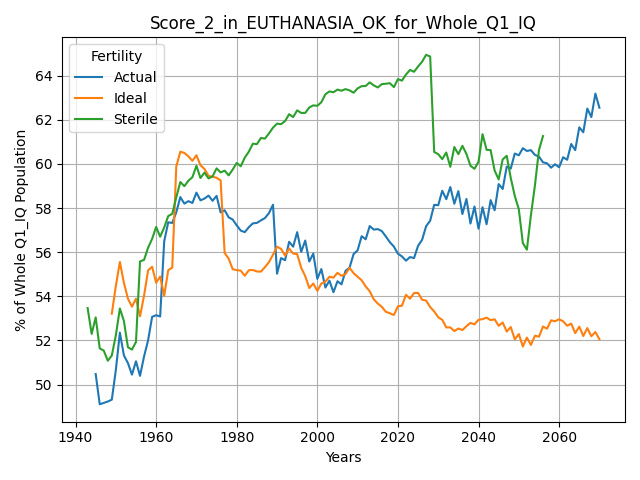 Score_2_in_EUTHANASIA_OK_for_Whole_Q1_IQ
Fertility
Actual
Ideal
Sterile
% of Whole Q1_IQ Population
64
62
60
58
56
54
52
50
1940 1960 1980 2000 2020 2040 2060
Years